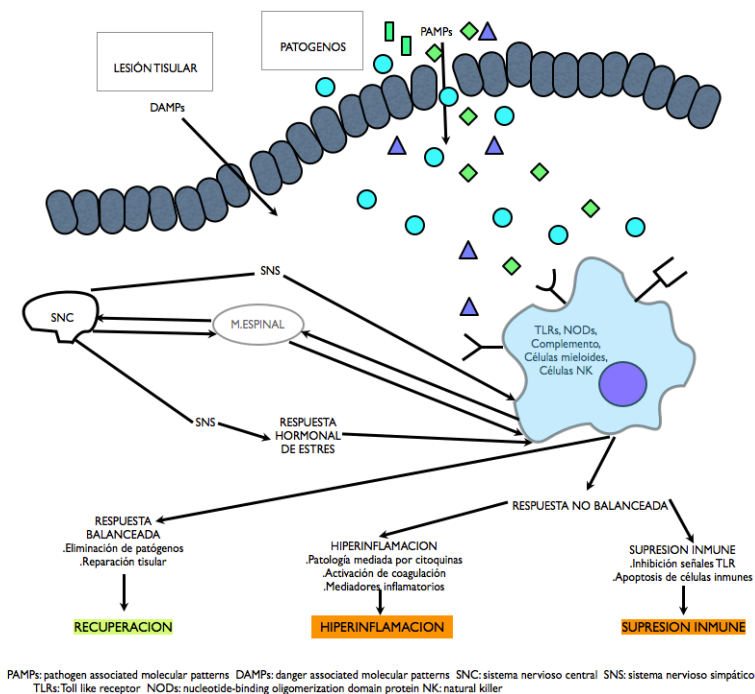 PATOGENOS
PAMPs
LESIÓN TISULAR
DAMPs
SNS
SNC
M.ESPINAL
TLRs, NODs,
Complemento,
Células mieloides,
Células NK
SNS
RESPUESTA
HORMONAL
DE ESTRES
RESPUESTA NO BALANCEADA
RESPUESTA
BALANCEADA
.Eliminación de patógenos
.Reparación tisular
HIPERINFLAMACION
.Patología mediada por citoquinas
.Activación de coagulación
.Mediadores inflamatorios
SUPRESION INMUNE
.Inhibición señales TLR
.Apoptosis de células inmunes
RECUPERACION
HIPERINFLAMACION
SUPRESION INMUNE
PAMPs: pathogen associated molecular patterns DAMPs: danger associated molecular patterns SNC: sistema nervioso central SNS: sistema nervioso simpático
TLRs: Toll like receptor NODs: nucleotide-binding oligomerization domain protein NK: natural killer